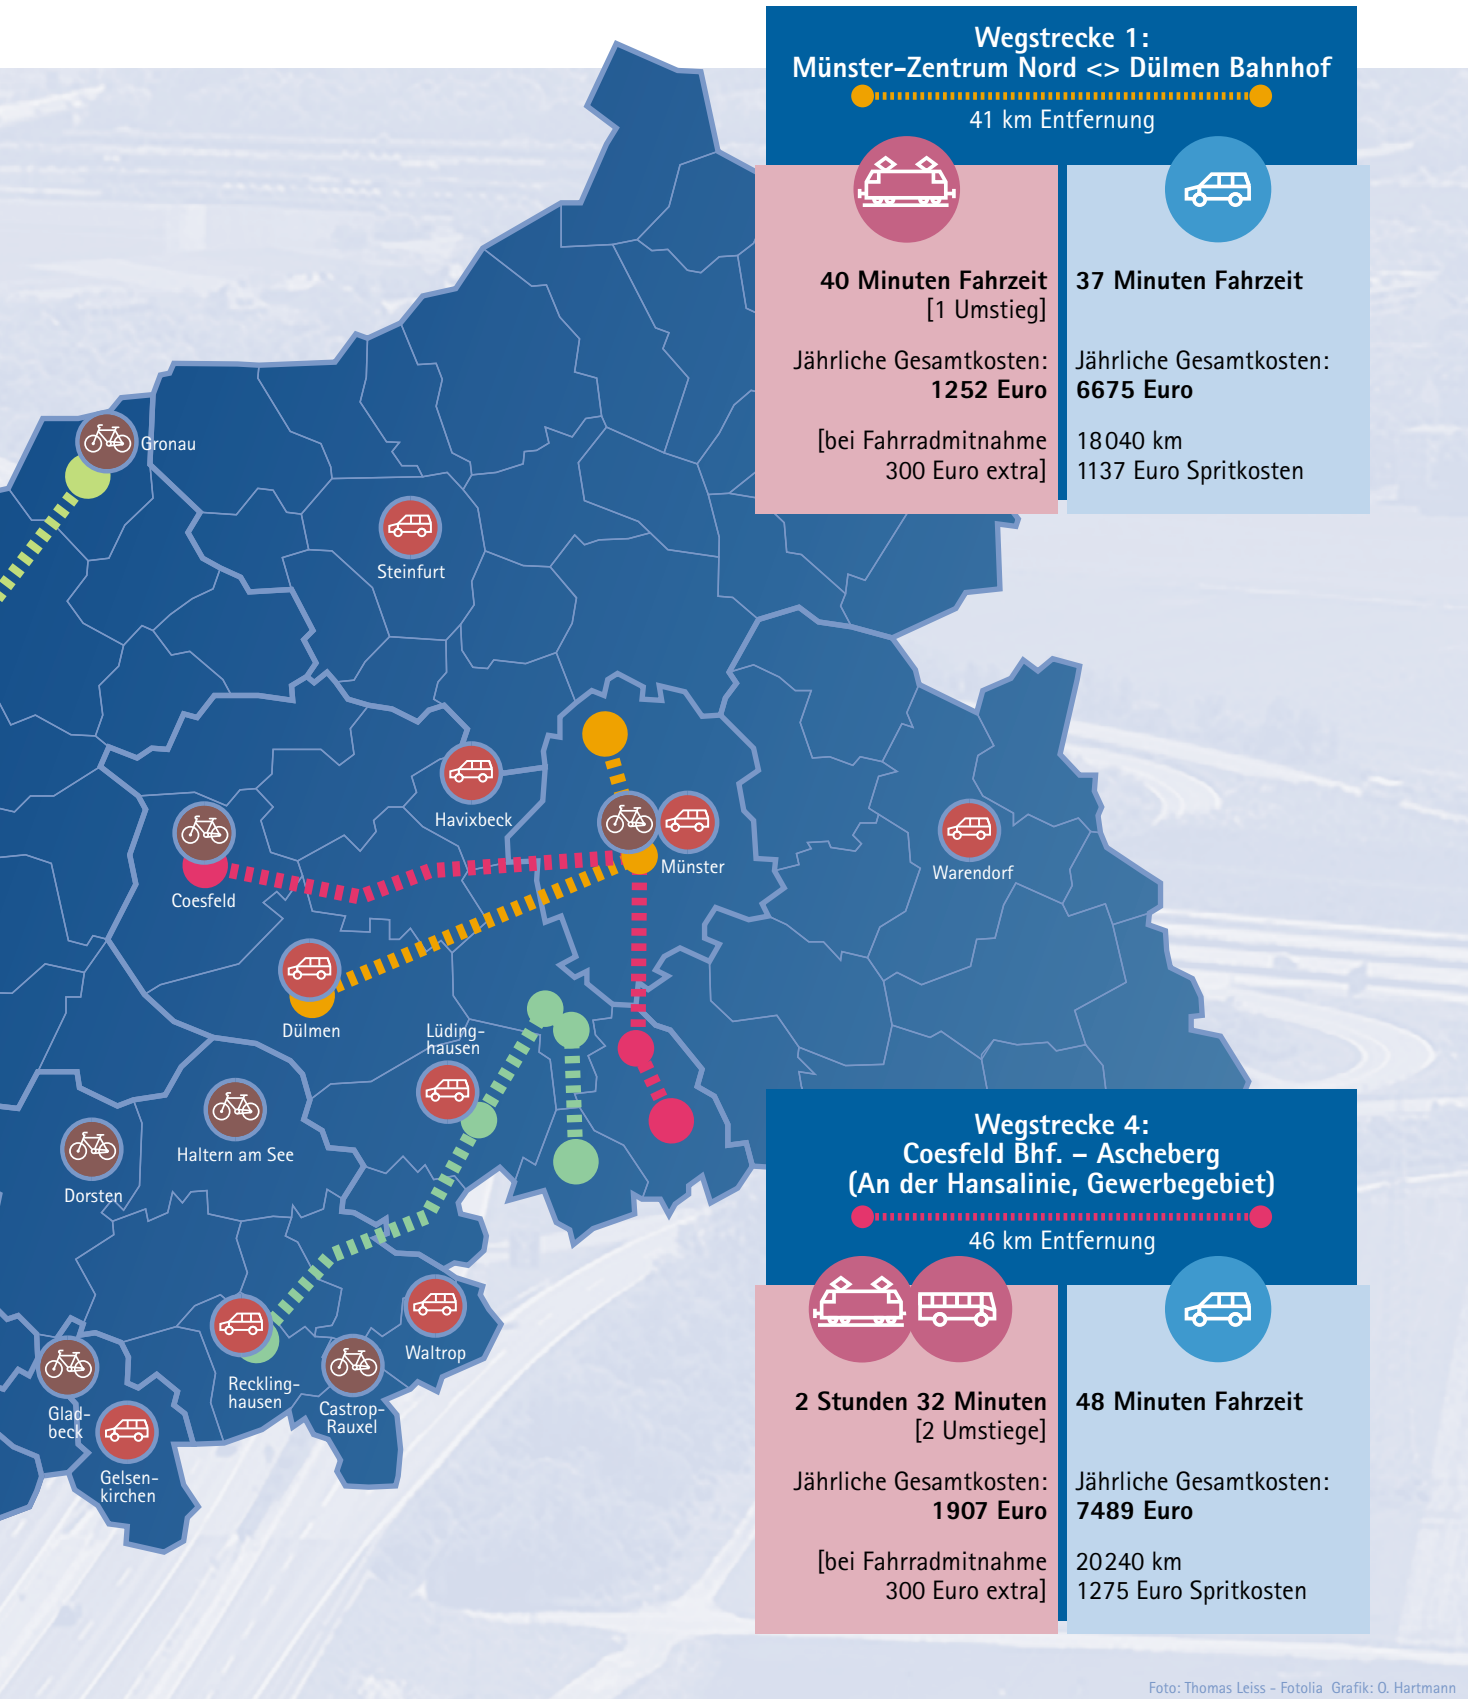 Wegstrecke 1:
Münster-Zentrum Nord <> Dülmen Bahnhof
41 km Entfernung
40 Minuten Fahrzeit
[1 Umstieg]
Jährliche Gesamtkosten:
1252 Euro
[bei Fahrradmitnahme
300 Euro extra]
37 Minuten Fahrzeit
Jährliche Gesamtkosten:
6675 Euro
18 040 km
1137 Euro Spritkosten
Gronau
Steinfurt
Havixbeck
Münster
Warendorf
Coesfeld
Dülmen
Lüding-
hausen
Haltern am See
Dorsten
Waltrop
Reckling-
hausen
Castrop-
Rauxel
Glad-
beck
Gelsen-
kirchen
Wegstrecke 4:
Coesfeld Bhf. – Ascheberg
(An der Hansalinie, Gewerbegebiet)
46 km Entfernung
2 Stunden 32 Minuten
[2 Umstiege]
Jährliche Gesamtkosten:
1907 Euro
[bei Fahrradmitnahme
300 Euro extra]
48 Minuten Fahrzeit
Jährliche Gesamtkosten:
7489 Euro
20 240 km
1275 Euro Spritkosten
Foto: Thomas Leiss - Fotolia Grafik: O. Hartmann